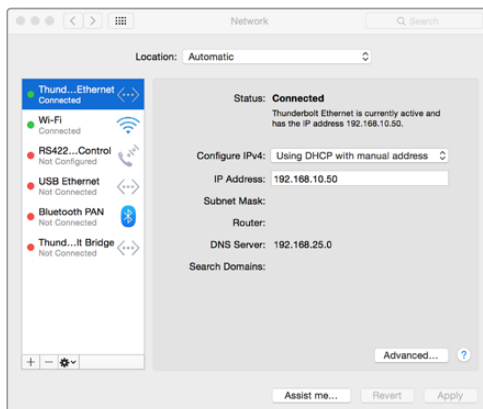 Network
Search
Location: Automatic
Thund...Ethernet
Connected
Wi-Fi
Connected
RS422...Control
Not Configured
USB Ethernet
Not Connected
Bluetooth PAN
Not Connected
Thund...lt Bridge
Not Connected
Status: Connected
Thunderbolt Ethernet is currently active and
has the IP address 192.168.10.50.
Configure IPv4: Using DHCP with manual address
IP Address: 192.168.10.50
Subnet Mask:
Router:
DNS Server: 192.168.25.0
Search Domains:
Advanced...
?
Assist me...
Revert
Apply